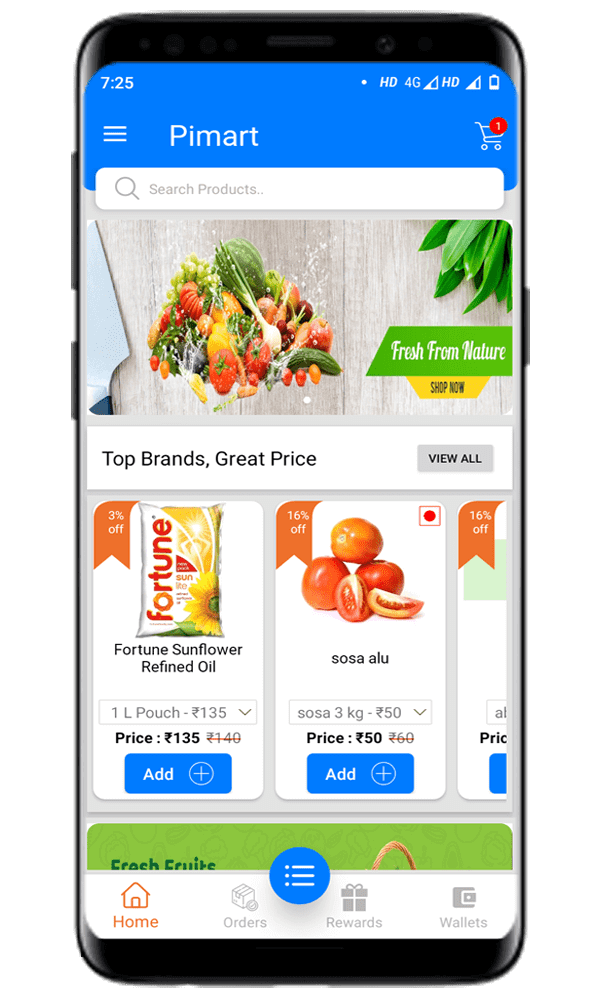 7:25
HD 4G HD
Pimart
1
Search Products..
Fresh From Nature
SHOP NOW
Top Brands, Great Price
VIEW ALL
3%
off
fortune
sun
lite
Fortune Sunflower
Refined Oil
1 L Pouch - ₹135
Price : ₹135 ₹140
Add
16%
off
sosa alu
sosa 3 kg - ₹50
Price : ₹50 ₹60
Add
16%
off
Fresh Fruits
Home
Orders
Rewards
Wallets